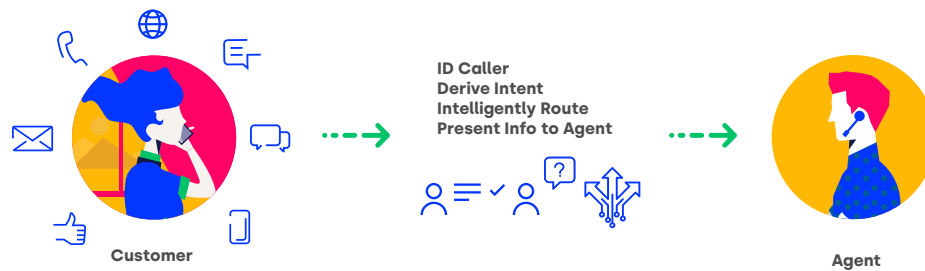 ID Caller
Derive Intent
Intelligently Route
Present Info to Agent
?
Customer
Agent